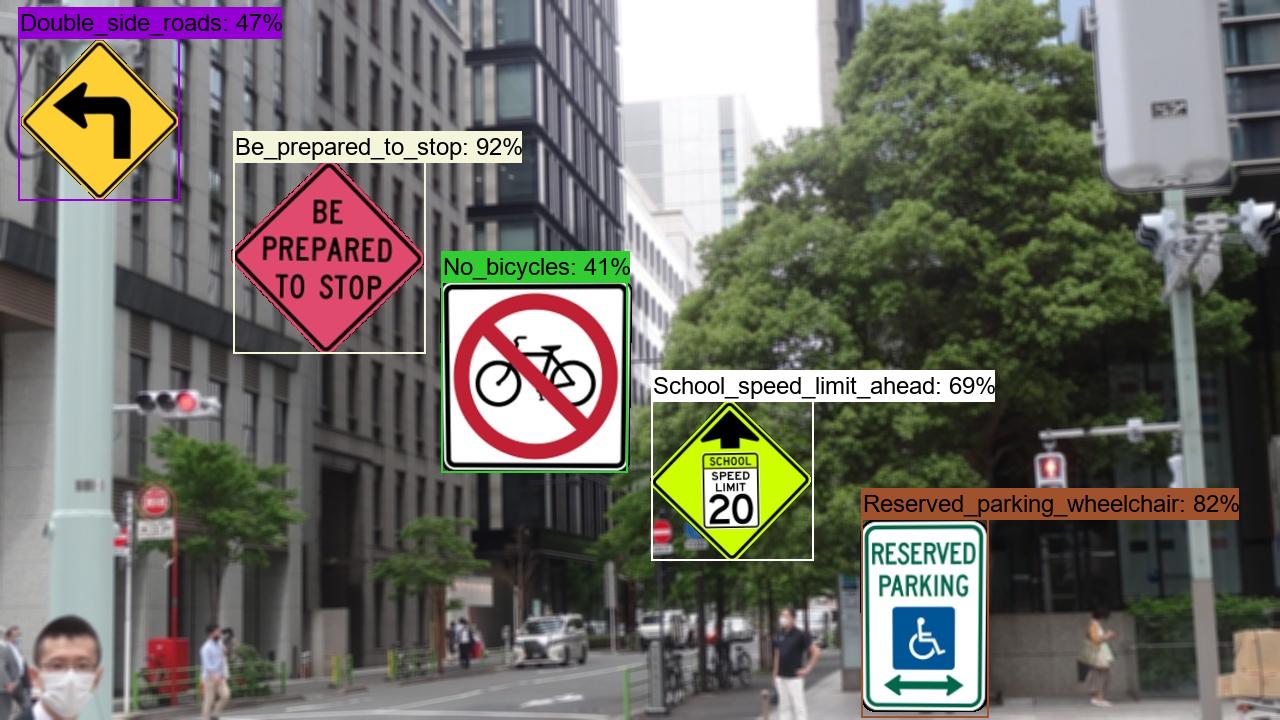 Double_side_roads: 47%
Be_prepared_to_stop: 92%
BE
PREPARED
TO STOP
No_bicycles: 41%
School_speed_limit_ahead: 69%
SCHOOL
SPEED
LIMIT
20
Reserved_parking_wheelchair: 82%
RESERVED
PARKING